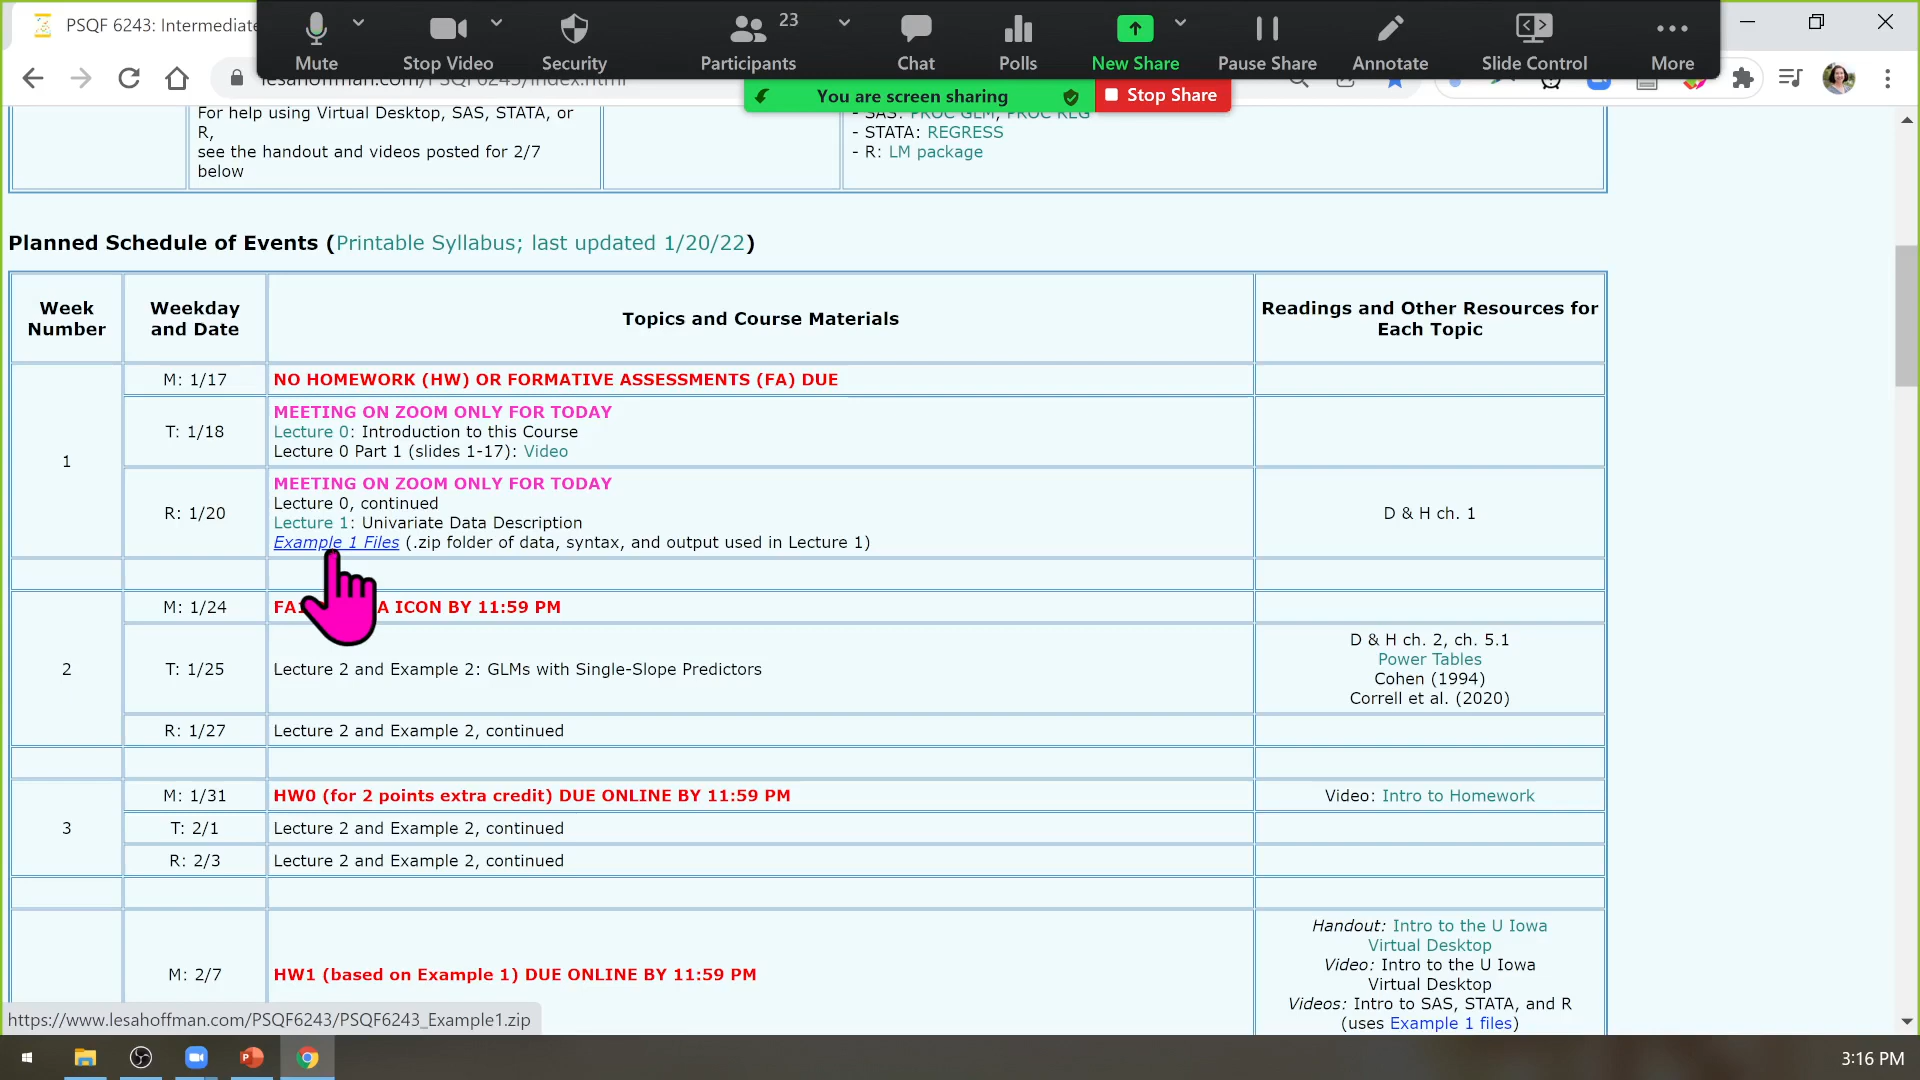 PSQF 6243: Intermediate
Mute
Stop Video
Security
23
Participants
Chat
Polls
New Share
Pause Share
Annotate
Slide Control
More
lesahoffman.com/PSQF6243/index.html
You are screen sharing
Stop Share
For help using Virtual Desktop, SAS, STATA, or
R,
see the handout and videos posted for 2/7
below
- SAS: PROC GLM, PROC REG
- STATA: REGRESS
- R: LM package
Planned Schedule of Events (Printable Syllabus; last updated 1/20/22)
Week Number
Weekday and Date
Topics and Course Materials
Readings and Other Resources for
Each Topic
1
M: 1/17
NO HOMEWORK (HW) OR FORMATIVE ASSESSMENTS (FA) DUE
T: 1/18
MEETING ON ZOOM ONLY FOR TODAY
Lecture 0: Introduction to this Course
Lecture 0 Part 1 (slides 1-17): Video
R: 1/20
MEETING ON ZOOM ONLY FOR TODAY
Lecture 0, continued
Lecture 1: Univariate Data Description
Example 1 Files (.zip folder of data, syntax, and output used in Lecture 1)
D & H ch. 1
2
M: 1/24
ICON BY 11:59 PM
T: 1/25
Lecture 2 and Example 2: GLMs with Single-Slope Predictors
D & H ch. 2, ch. 5.1
Power Tables
Cohen (1994)
Correll et al. (2020)
R: 1/27
Lecture 2 and Example 2, continued
3
M: 1/31
HW0 (for 2 points extra credit) DUE ONLINE BY 11:59 PM
Video: Intro to Homework
T: 2/1
Lecture 2 and Example 2, continued
R: 2/3
Lecture 2 and Example 2, continued
M: 2/7
HW1 (based on Example 1) DUE ONLINE BY 11:59 PM
Handout: Intro to the U Iowa
Virtual Desktop
Video: Intro to the U Iowa
Virtual Desktop
Videos: Intro to SAS, STATA, and R
(uses Example 1 files)
https://www.lesahoffman.com/PSQF6243/PSQF6243_Example1.zip
3:16 PM